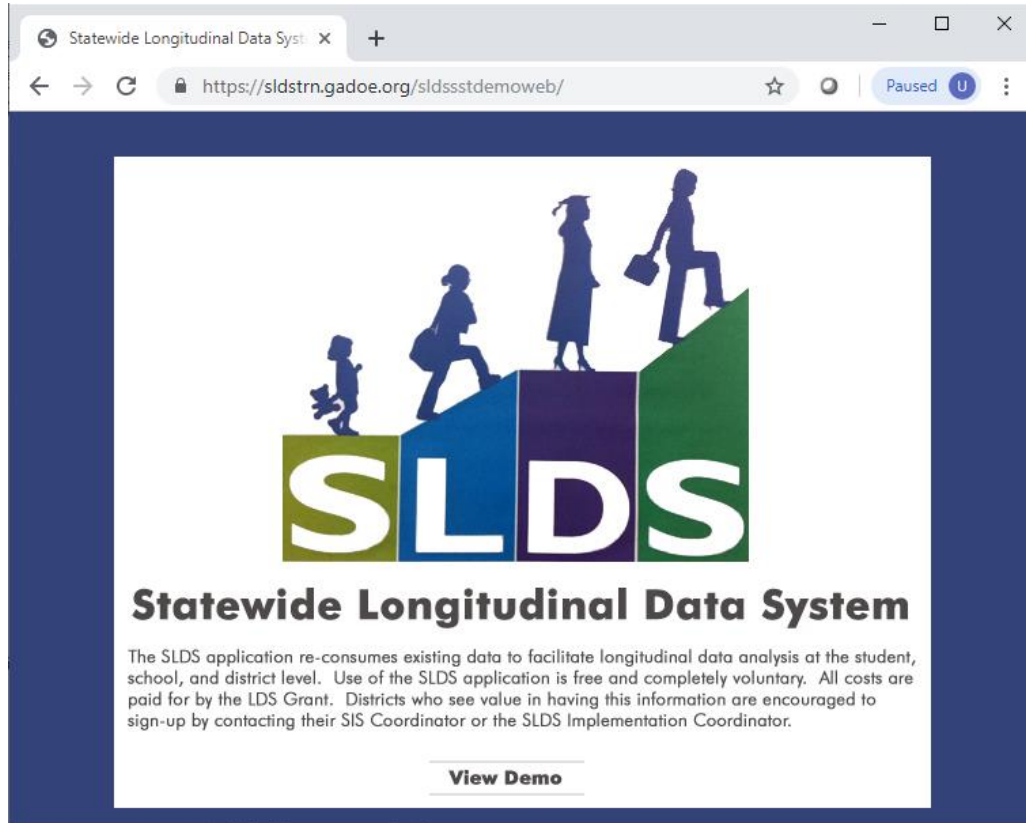 Statewide Longitudinal Data Syst
https://sldstrn.gadoe.org/sldssstdemoweb/
Paused U
SLDS
Statewide Longitudinal Data System
The SLDS application re-consumes existing data to facilitate longitudinal data analysis at the student,
school, and district level. Use of the SLDS application is free and completely voluntary. All costs are
paid for by the LDS Grant. Districts who see value in having this information are encouraged to
sign-up by contacting their SIS Coordinator or the SLDS Implementation Coordinator.
View Demo